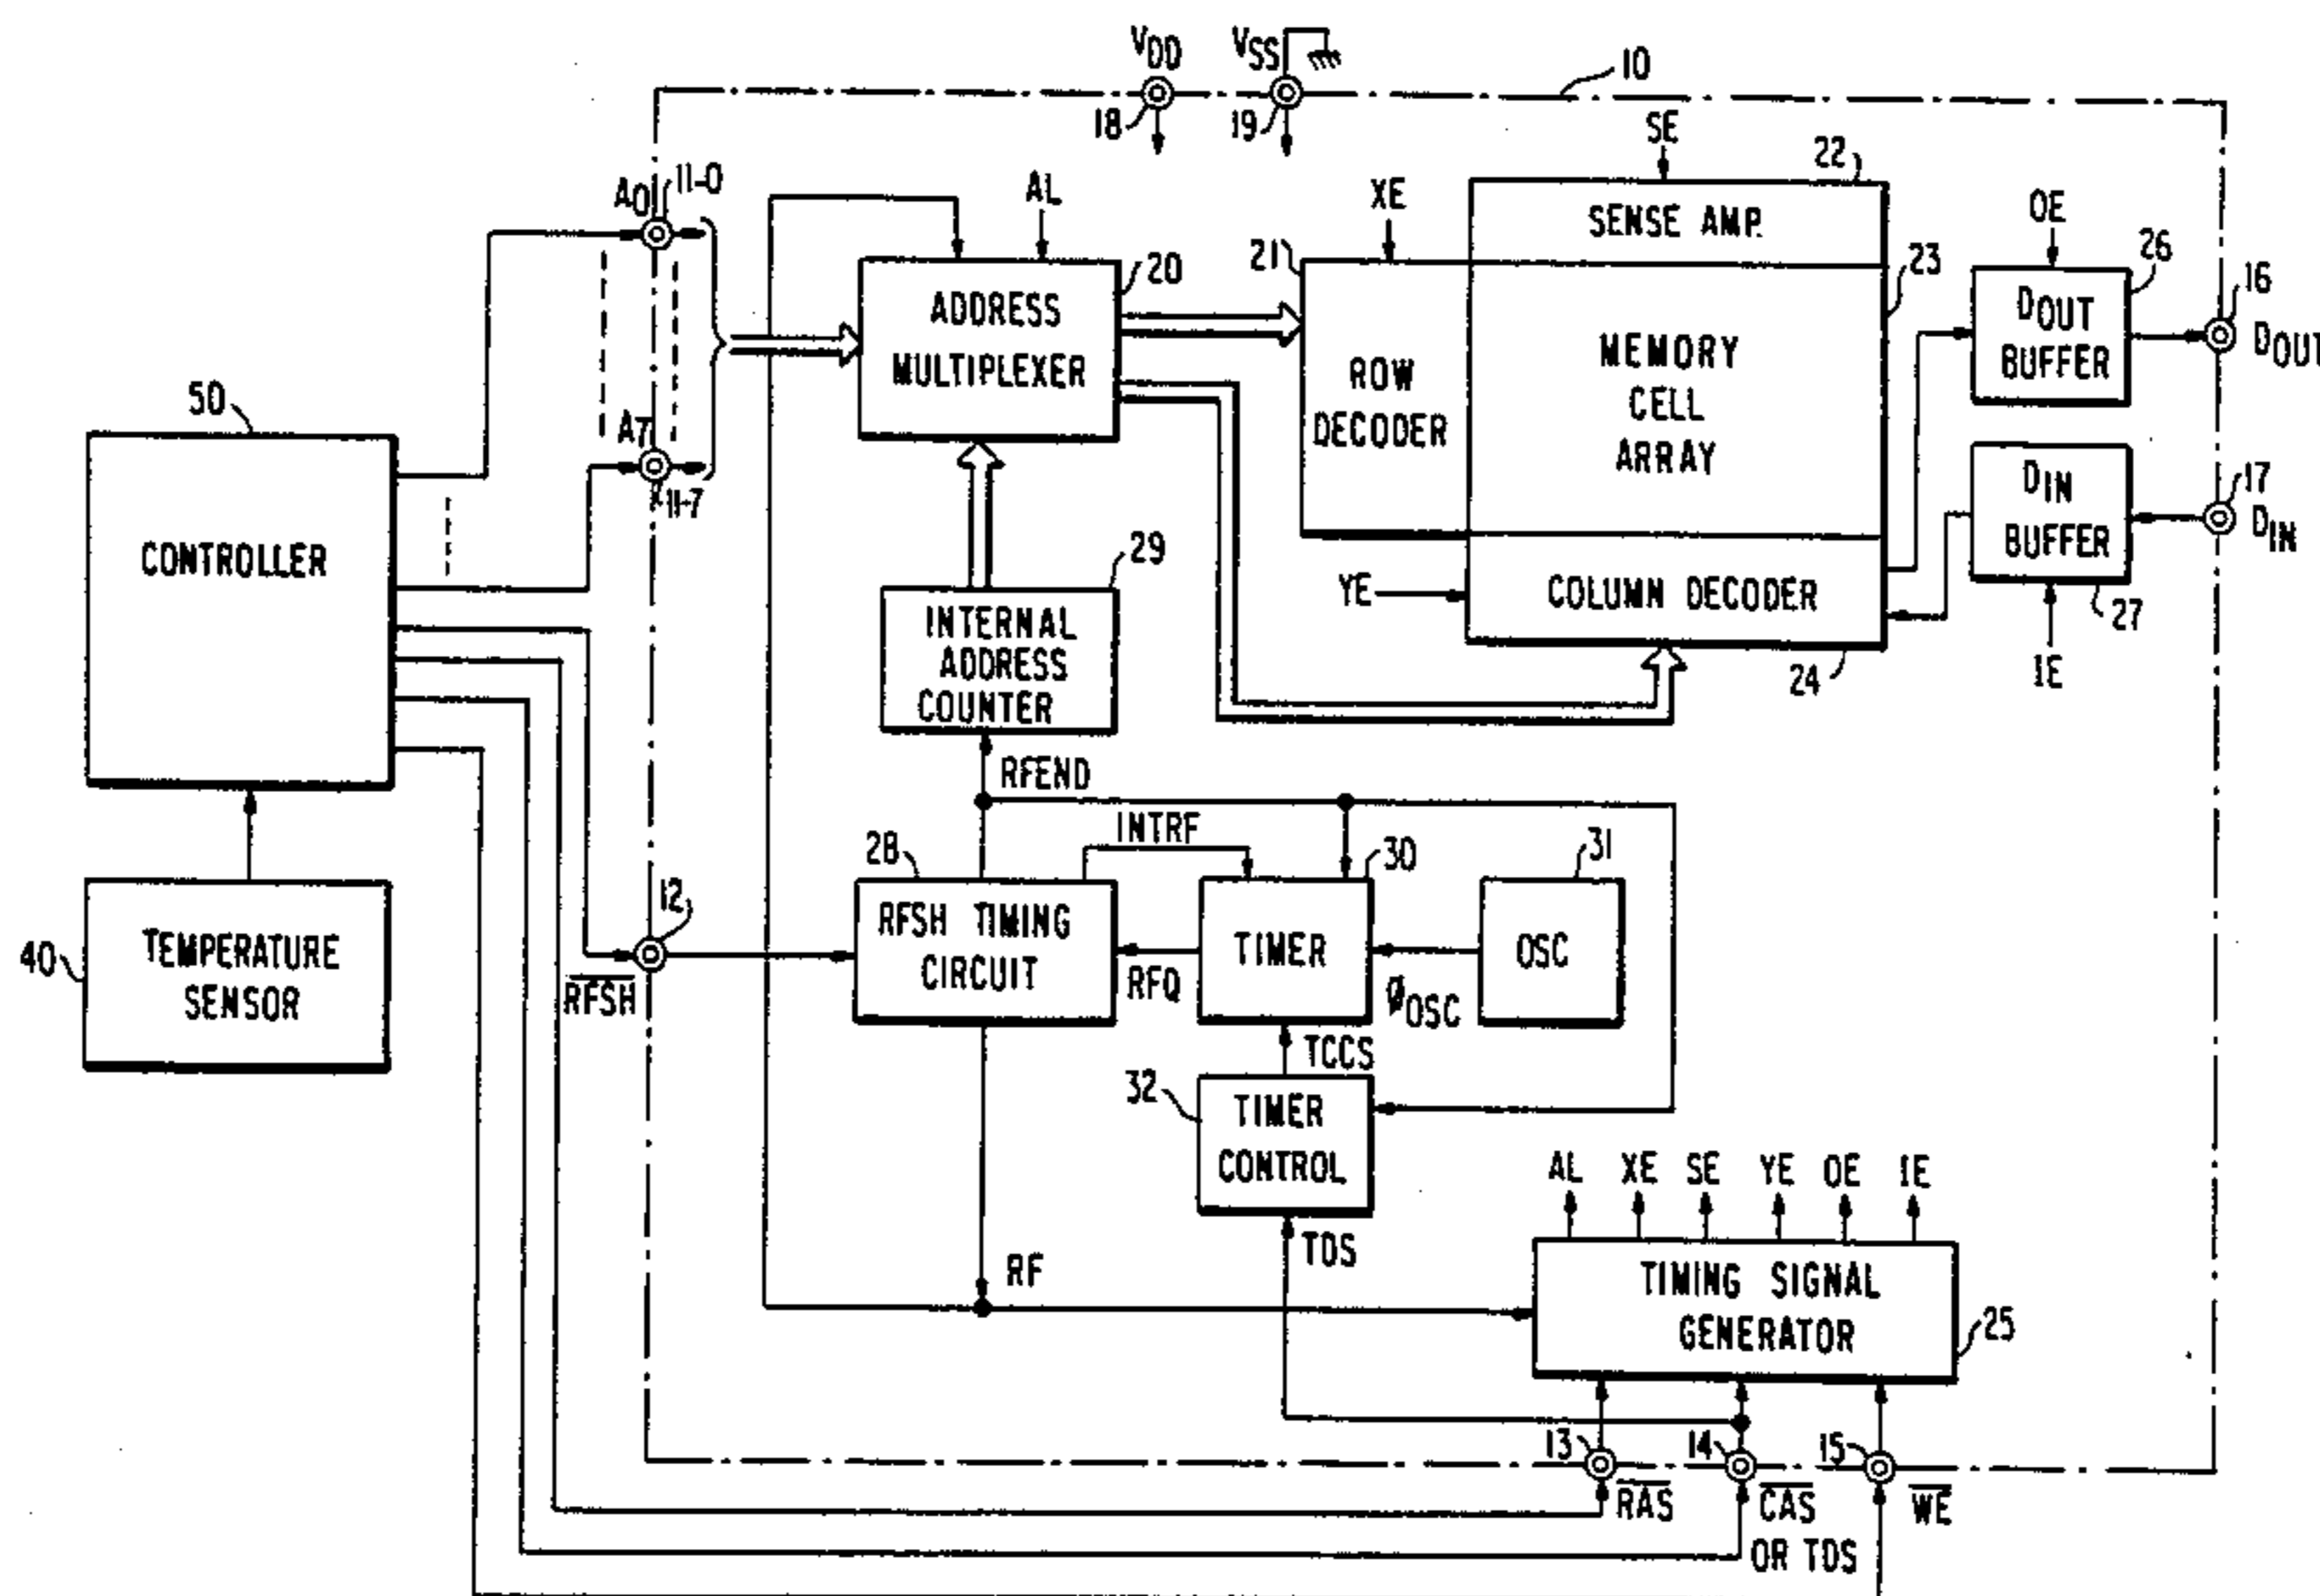 VDD
VSS
10
18
19
SE
22
A0
11-0
AL
XE
SENSE AMP.
OE
20
21
23
26
16
ADDRESS
MULTIPLEXER
DOUT
BUFFER
DOUT
ROW
DECODER
MEMORY
CELL
ARRAY
50
A7
11-7
DIN
BUFFER
17
DIN
CONTROLLER
29
YE
COLUMN DECODER
27
INTERNAL
ADDRESS
COUNTER
24
IE
RFEND
INTRF
28
30
31
12
RFSH TIMING
CIRCUIT
TIMER
OSC
40
TEMPERATURE
SENSOR
RFSH
RFQ
ØOSC
TCCS
32
TIMER
CONTROL
AL XE SE YE OE IE
TDS
RF
TIMING SIGNAL
GENERATOR
25
13
14
15
RAS
CAS
OR TDS
WE